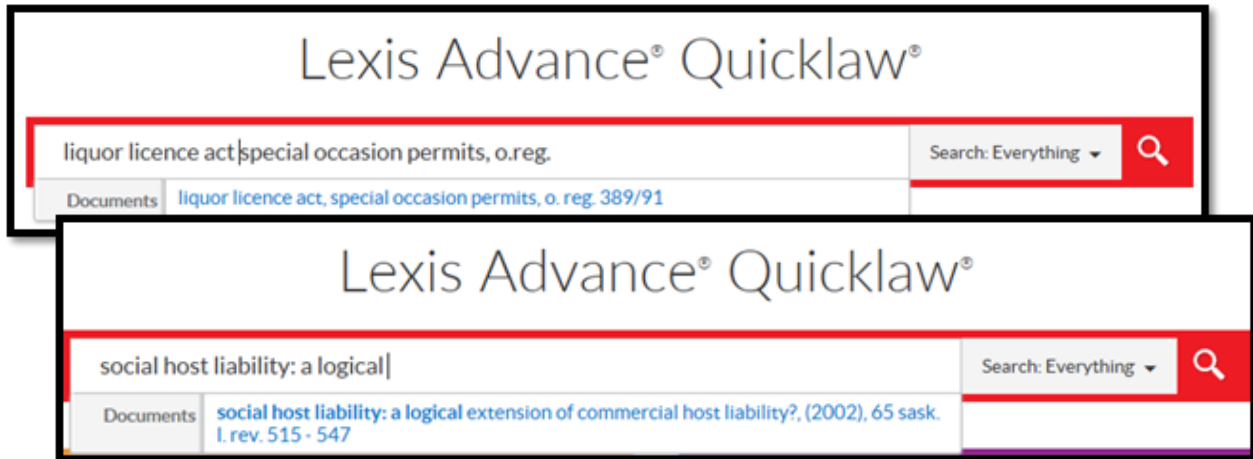 Lexis Advance® Quicklaw®
liquor licence act special occasion permits, o.reg. Search: Everything
Documents liquor licence act, special occasion permits, o. reg. 389/91
Lexis Advance® Quicklaw®
social host liability: a logical Search: Everything
Documents social host liability: a logical extension of commercial host liability?, (2002), 65 sask.
l. rev. 515 - 547